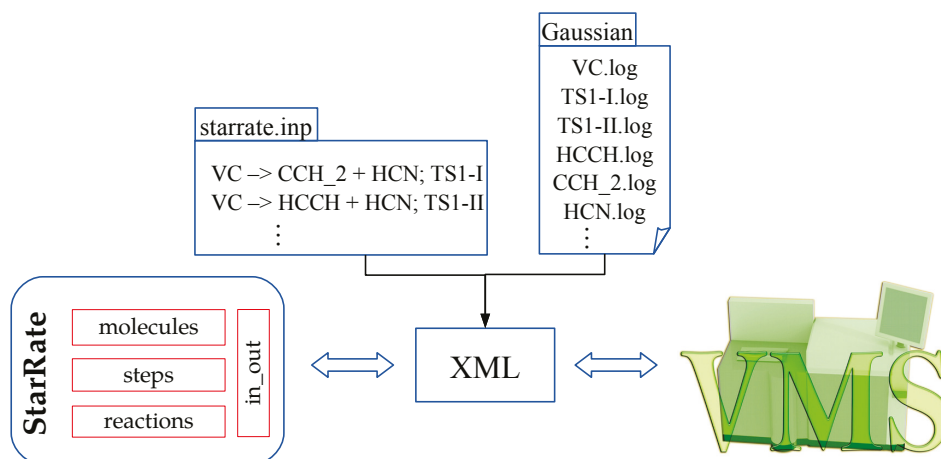 Gaussian
VC.log
TS1-I.log
TS1-II.log
HCCH.log
CCH_2.log
HCN.log
⋮
starrate.inp
VC –> CCH_2 + HCN; TS1-I
VC –> HCCH + HCN; TS1-II
⋮
StarRate
molecules
steps
reactions
in_out
XML
VMS